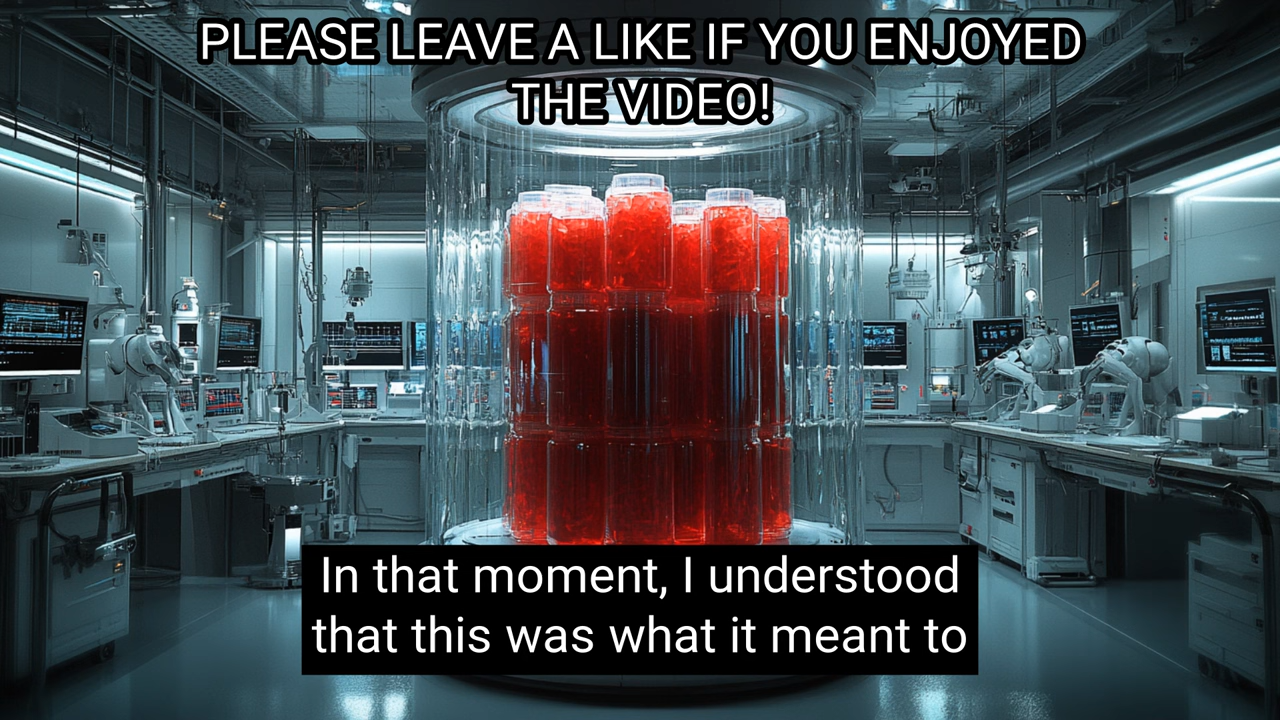 PLEASE LEAVE A LIKE IF YOU ENJOYED
THE VIDEO!
In that moment, I understood
that this was what it meant to